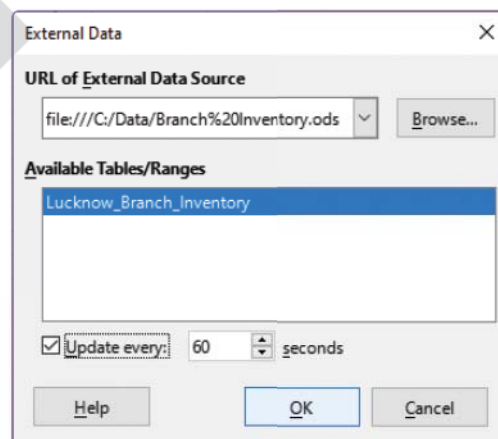 External Data
URL of External Data Source
file:///C:/Data/Branch%20Inventory.ods
Browse...
Available Tables/Ranges
Lucknow_Branch_Inventory
Update every: 60 seconds
Help OK Cancel